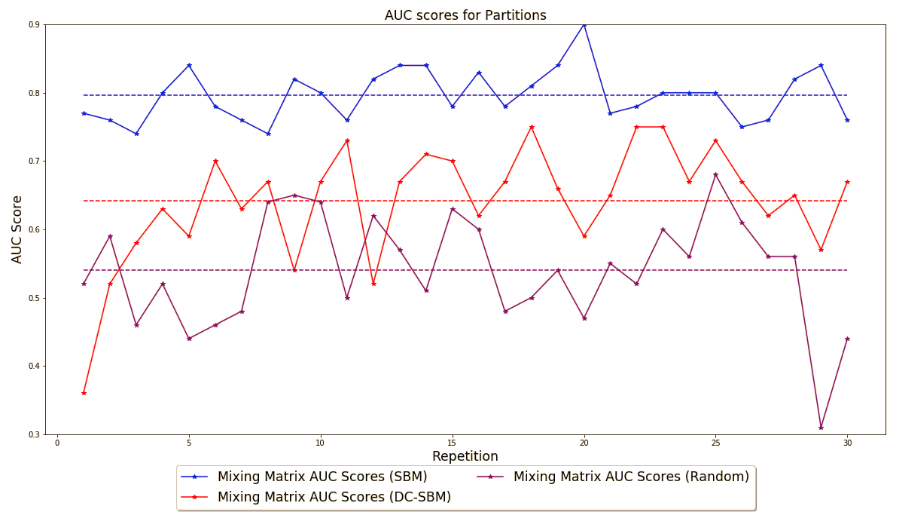 AUC scores for Partitions
0.9
0.8
0.7
0.6
0.5
0.4
0.3
AUC Score
0 5 10 15 20 25 30
Repetition
Mixing Matrix AUC Scores (SBM) Mixing Matrix AUC Scores (Random)
Mixing Matrix AUC Scores (DC-SBM)